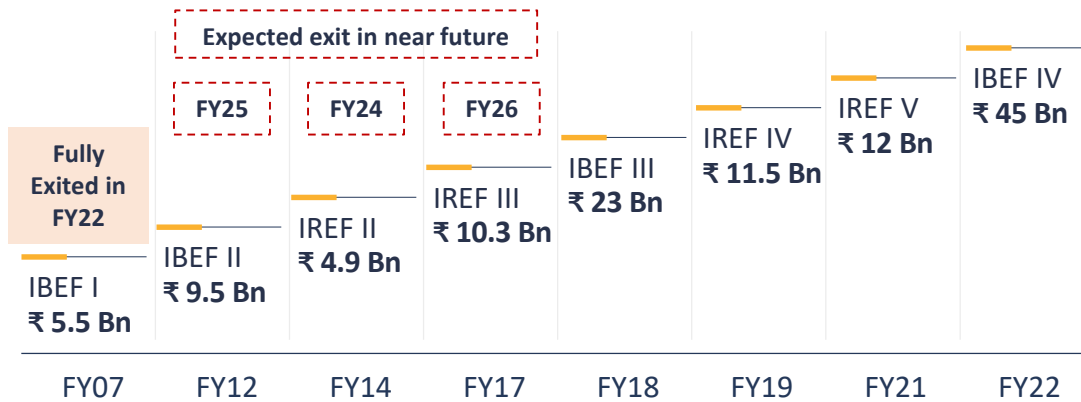 Expected exit in near future
FY25
FY24
FY26
Fully
Exited in
FY22
IBEF I
₹ 5.5 Bn
IBEF II
₹ 9.5 Bn
IREF II
₹ 4.9 Bn
IREF III
₹ 10.3 Bn
IBEF III
₹ 23 Bn
IREF IV
₹ 11.5 Bn
IREF V
₹ 12 Bn
IBEF IV
₹ 45 Bn
FY07
FY12
FY14
FY17
FY18
FY19
FY21
FY22